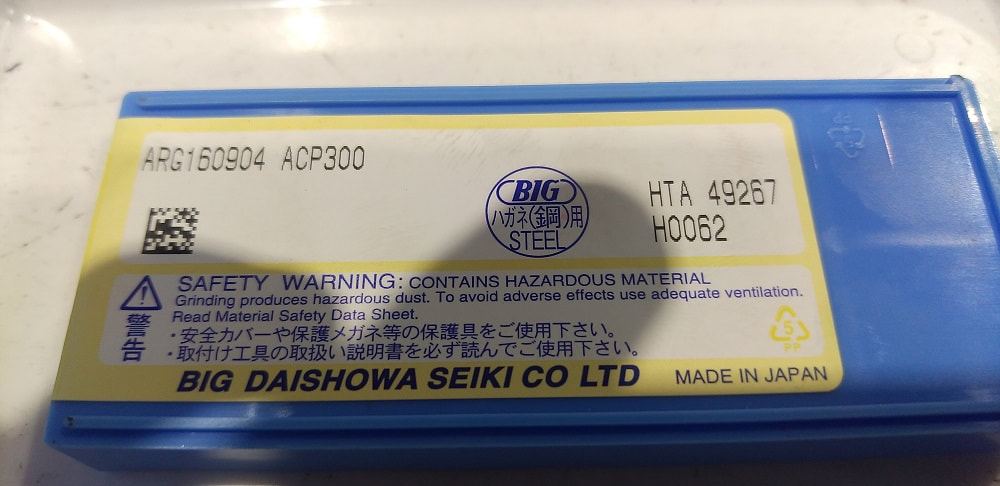 ARG160904 ACP300
BIG
ハガネ(鋼)用
STEEL
HTA 49267
H0062
SAFETY WARNING: CONTAINS HAZARDOUS MATERIAL
Grinding produces hazardous dust. To avoid adverse effects use adequate ventilation.
Read Material Safety Data Sheet.
警告
・安全カバーや保護メガネ等の保護具をご使用下さい。
・取付け工具の取扱い説明書を必ず読んでご使用下さい。
5
PP
BIG DAISHOWA SEIKI CO LTD
MADE IN JAPAN